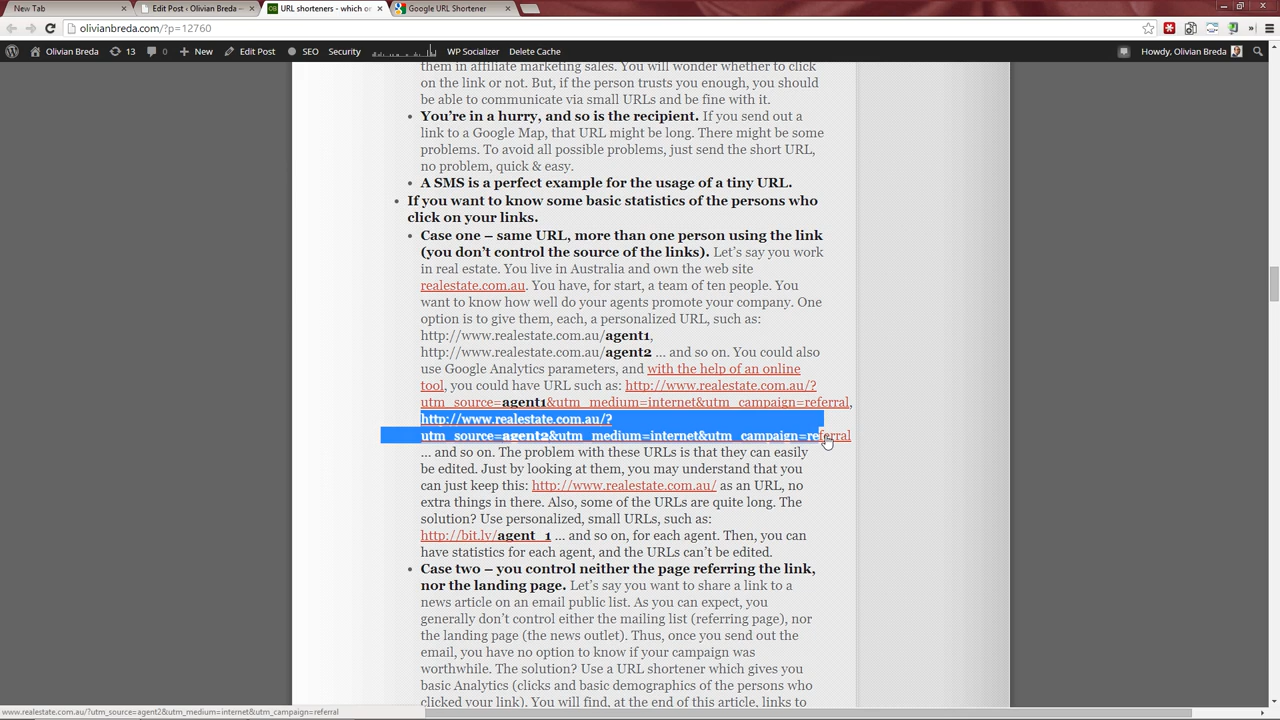 New Tab
Edit Post ‹ Olivian Breda
URL shorteners - which or
Google URL Shortener
olivianbreda.com/?p=12760
Olivian Breda
13
0
New
Edit Post
SEO
Security
WP Socializer
Delete Cache
Howdy, Olivian Breda
them in affiliate marketing sales. You will wonder whether to click
on the link or not. But, if the person trusts you enough, you should
be able to communicate via small URLs and be fine with it.
You're in a hurry, and so is the recipient. If you send out a
link to a Google Map, that URL might be long. There might be some
problems. To avoid all possible problems, just send the short URL,
no problem, quick & easy.
A SMS is a perfect example for the usage of a tiny URL.
If you want to know some basic statistics of the persons who
click on your links.
Case one – same URL, more than one person using the link
(you don't control the source of the links). Let's say you work
in real estate. You live in Australia and own the web site
realestate.com.au. You have, for start, a team of ten people. You
want to know how well do your agents promote your company. One
option is to give them, each, a personalized URL, such as:
http://www.realestate.com.au/agent1,
http://www.realestate.com.au/agent2 … and so on. You could also
use Google Analytics parameters, and with the help of an online
tool, you could have URL such as: http://www.realestate.com.au/?
utm_source=agent1&utm_medium=internet&utm_campaign=referral,
http://www.realestate.com.au/?
utm_source=agent2&utm_medium=internet&utm_campaign=referral
… and so on. The problem with these URLs is that they can easily
be edited. Just by looking at them, you may understand that you
can just keep this: http://www.realestate.com.au/ as an URL, no
extra things in there. Also, some of the URLs are quite long. The
solution? Use personalized, small URLs, such as:
http://bit.ly/agent_1 … and so on, for each agent. Then, you can
have statistics for each agent, and the URLs can't be edited.
Case two – you control neither the page referring the link,
nor the landing page. Let's say you want to share a link to a
news article on an email public list. As you can expect, you
generally don't control either the mailing list (referring page), nor
the landing page (the news outlet). Thus, once you send out the
email, you have no option to know if your campaign was
worthwhile. The solution? Use a URL shortener which gives you
basic Analytics (clicks and basic demographics of the persons who
clicked your link). You will find, at the end of this article, links to
www.realestate.com.au/?utm_source=agent2&utm_medium=internet&utm_campaign=referral